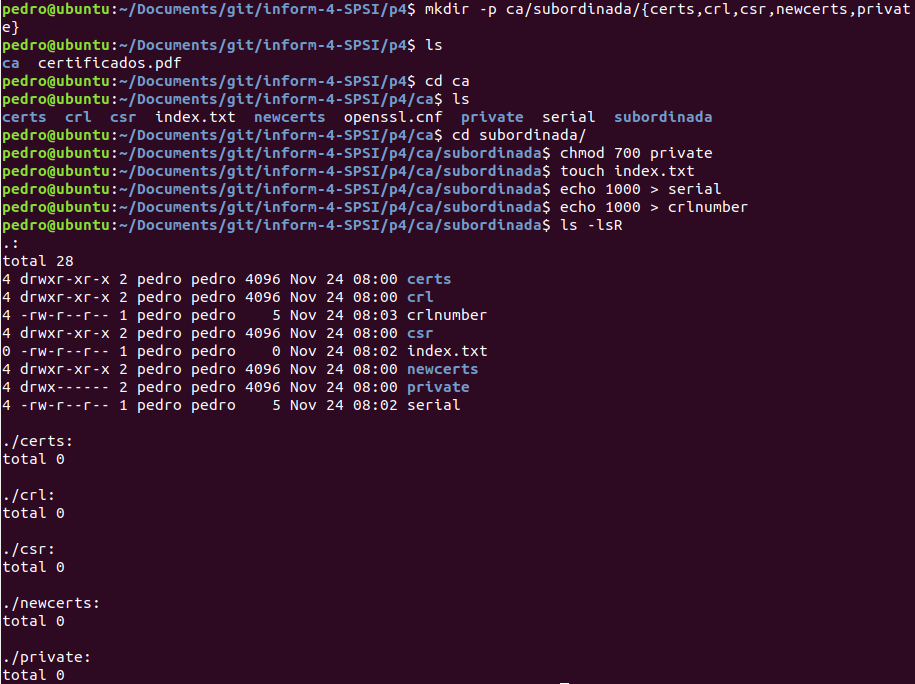 pedro@ubuntu:~/Documents/git/inform-4-SPSI/p4$ mkdir -p ca/subordinada/{certs,crl,csr,newcerts,privat
e}
pedro@ubuntu:~/Documents/git/inform-4-SPSI/p4$ ls
ca  certificados.pdf
pedro@ubuntu:~/Documents/git/inform-4-SPSI/p4$ cd ca
pedro@ubuntu:~/Documents/git/inform-4-SPSI/p4/ca$ ls
certs  crl  csr  index.txt  newcerts  openssl.cnf  private  serial  subordinada
pedro@ubuntu:~/Documents/git/inform-4-SPSI/p4/ca$ cd subordinada/
pedro@ubuntu:~/Documents/git/inform-4-SPSI/p4/ca/subordinada$ chmod 700 private
pedro@ubuntu:~/Documents/git/inform-4-SPSI/p4/ca/subordinada$ touch index.txt
pedro@ubuntu:~/Documents/git/inform-4-SPSI/p4/ca/subordinada$ echo 1000 > serial
pedro@ubuntu:~/Documents/git/inform-4-SPSI/p4/ca/subordinada$ echo 1000 > crlnumber
pedro@ubuntu:~/Documents/git/inform-4-SPSI/p4/ca/subordinada$ ls -lsR
.:
total 28
4 drwxr-xr-x 2 pedro pedro 4096 Nov 24 08:00 certs
4 drwxr-xr-x 2 pedro pedro 4096 Nov 24 08:00 crl
4 -rw-r--r-- 1 pedro pedro    5 Nov 24 08:03 crlnumber
4 drwxr-xr-x 2 pedro pedro 4096 Nov 24 08:00 csr
0 -rw-r--r-- 1 pedro pedro    0 Nov 24 08:02 index.txt
4 drwxr-xr-x 2 pedro pedro 4096 Nov 24 08:00 newcerts
4 drwx------ 2 pedro pedro 4096 Nov 24 08:00 private
4 -rw-r--r-- 1 pedro pedro    5 Nov 24 08:02 serial

./certs:
total 0

./crl:
total 0

./csr:
total 0

./newcerts:
total 0

./private:
total 0